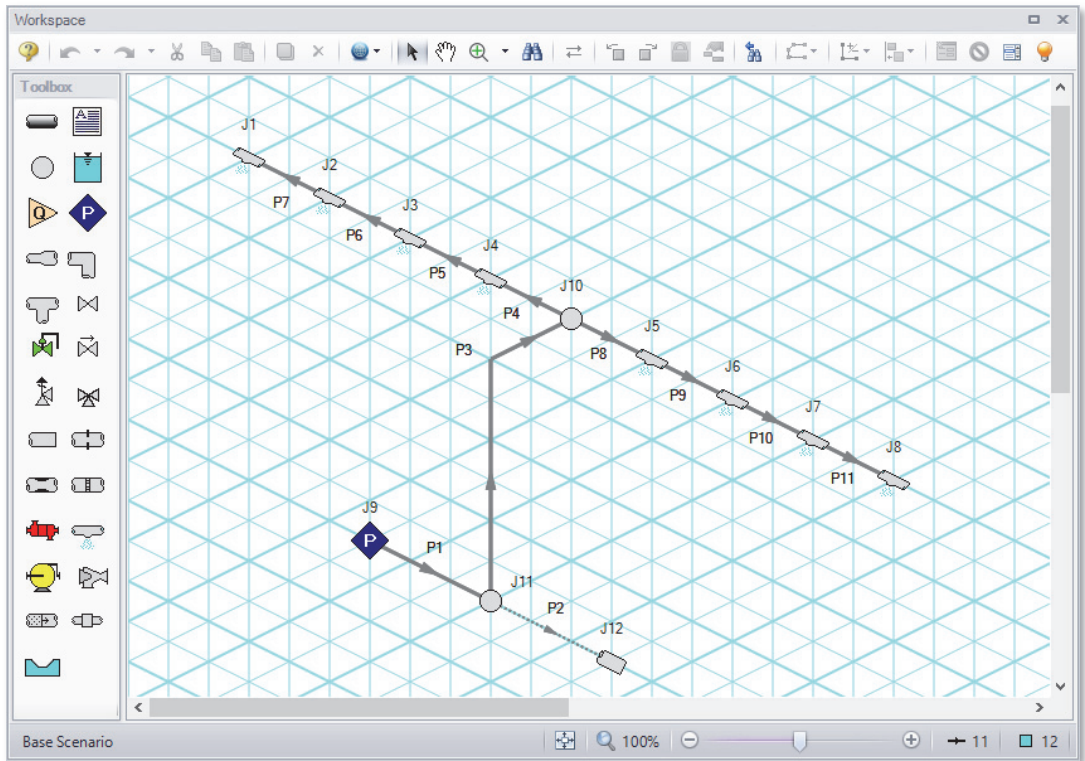 Workspace
Toolbox
A
Q
P
J1
J2
P7
J3
P6
J4
P5
J10
P4
J5
P3
P8
J6
P9
J7
P10
J8
P11
J9
P
P1
J11
P2
J12
Base Scenario
100%
11
12